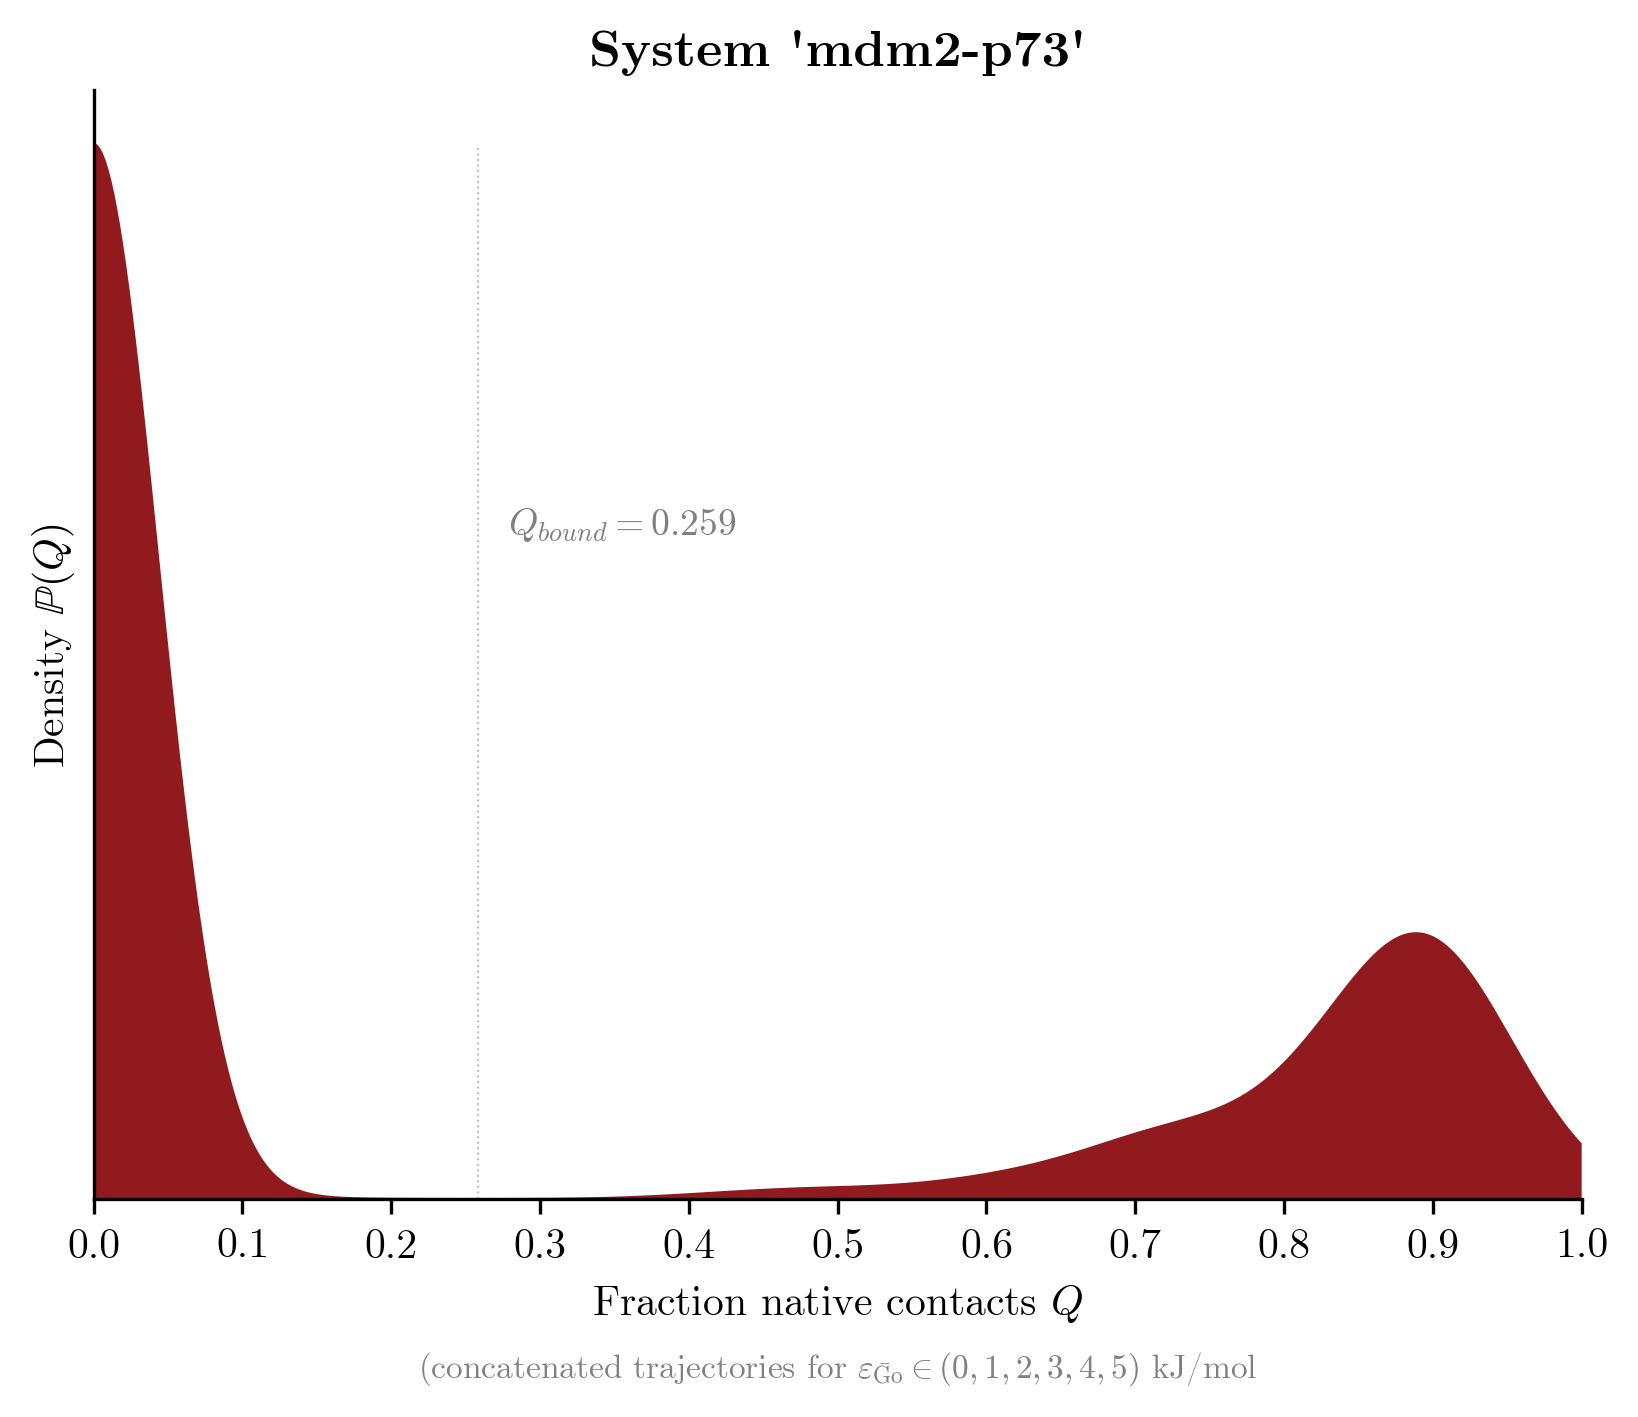 System 'mdm2-p73'
Density ℙ(Q)
Q_bound = 0.259
0.0 0.1 0.2 0.3 0.4 0.5 0.6 0.7 0.8 0.9 1.0
Fraction native contacts Q
(concatenated trajectories for ε_Ḡo ∈ (0, 1, 2, 3, 4, 5) kJ/mol